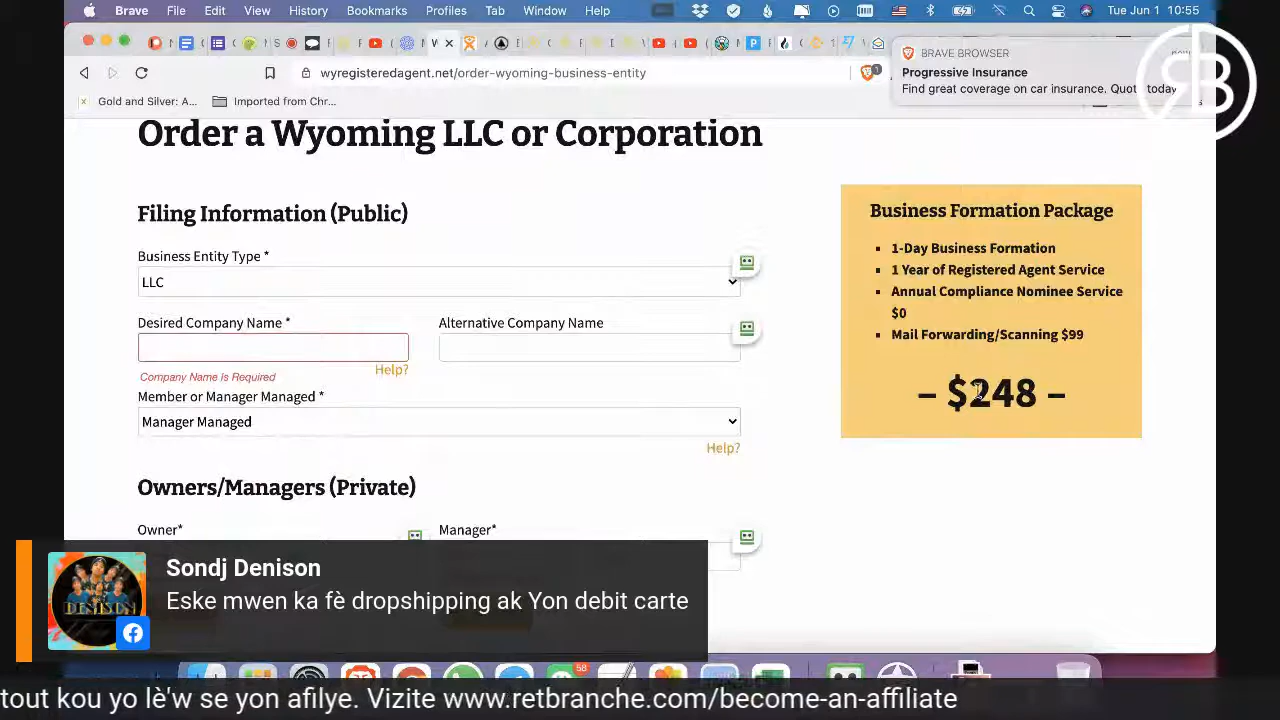 Brave File Edit View History Bookmarks Profiles Tab Window Help Tue Jun 1 10:55
wyregisteredagent.net/order-wyoming-business-entity
BRAVE BROWSER
Progressive Insurance
Find great coverage on car insurance. Quote today
Gold and Silver: A... Imported from Chr...
RB
Order a Wyoming LLC or Corporation
Filing Information (Public)
Business Entity Type *
LLC
Desired Company Name * Alternative Company Name
Help?
Company Name Is Required
Member or Manager Managed *
Manager Managed
Help?
Owners/Managers (Private)
Owner* Manager*
Business Formation Package
1-Day Business Formation
1 Year of Registered Agent Service
Annual Compliance Nominee Service
$0
Mail Forwarding/Scanning $99
– $248 –
DENISON
Sondj Denison
Eske mwen ka fè dropshipping ak Yon debit carte
58
tout kou yo lè'w se yon afilye. Vizite www.retbranche.com/become-an-affiliate